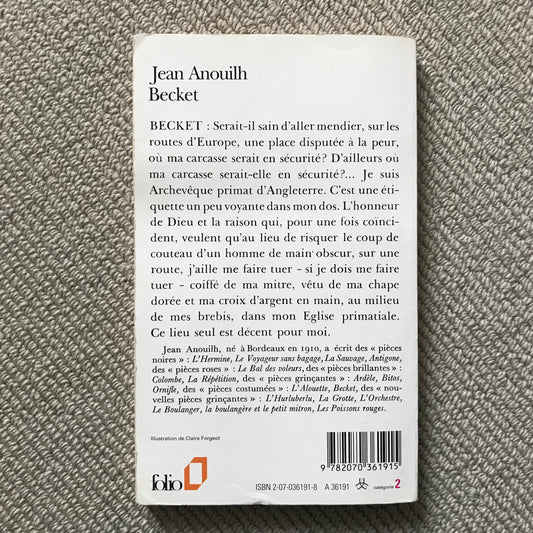 Jean Anouilh
Becket
BECKET : Serait-il sain d'aller mendier, sur les
routes d'Europe, une place disputée à la peur,
où ma carcasse serait en sécurité? D'ailleurs où
ma carcasse serait-elle en sécurité?... Je suis
Archevêque primat d'Angleterre. C'est une éti-
quette un peu voyante dans mon dos. L'honneur
de Dieu et la raison qui, pour une fois coïnci-
dent, veulent qu'au lieu de risquer le coup de
couteau d'un homme de main obscur, sur une
route, j'aille me faire tuer – si je dois me faire
tuer – coiffé de ma mitre, vêtu de ma chape
dorée et ma croix d'argent en main, au milieu
de mes brebis, dans mon Eglise primatiale.
Ce lieu seul est décent pour moi.
Jean Anouilh, né à Bordeaux en 1910, a écrit des « pièces
noires » : L'Hermine, Le Voyageur sans bagage, La Sauvage, Antigone,
des « pièces roses » : Le Bal des voleurs, des « pièces brillantes » :
Colombe, La Répétition, des « pièces grinçantes » : Ardèle, Bitos,
Ornifle, des « pièces costumées » : L'Alouette, Becket, des « nou-
velles pièces grinçantes » : L'Hurluberlu, La Grotte, L'Orchestre,
Le Boulanger, la boulangère et le petit mitron, Les Poissons rouges.
Illustration de Claire Forgeot
9 782070 361915
folio
ISBN 2-07-036191-8 A 36191 catégorie 2